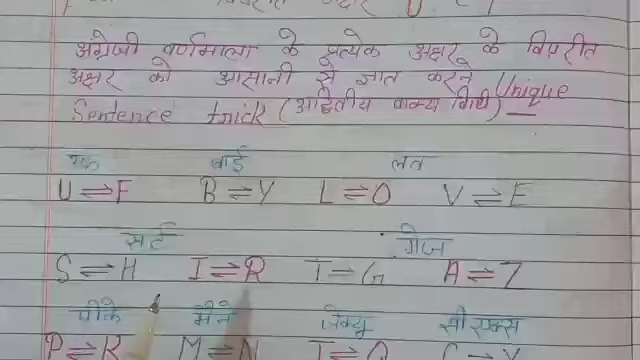 अंग्रेजी वर्णमाला के प्रत्येक अक्षर के विपरीत
अक्षर को आसानी से ज्ञात करने Unique
Sentence trick (अद्वितीय वाक्य विधी)
बाई लव
U ⇌ F B ⇌ Y L ⇌ O V ⇌ E
सर्ट गेज
S ⇌ H I ⇌ R T ⇌ G A ⇌ Z
पीके मैने सी एक्स
P ⇌ K M ⇌ N J ⇌ Q C ⇌ X